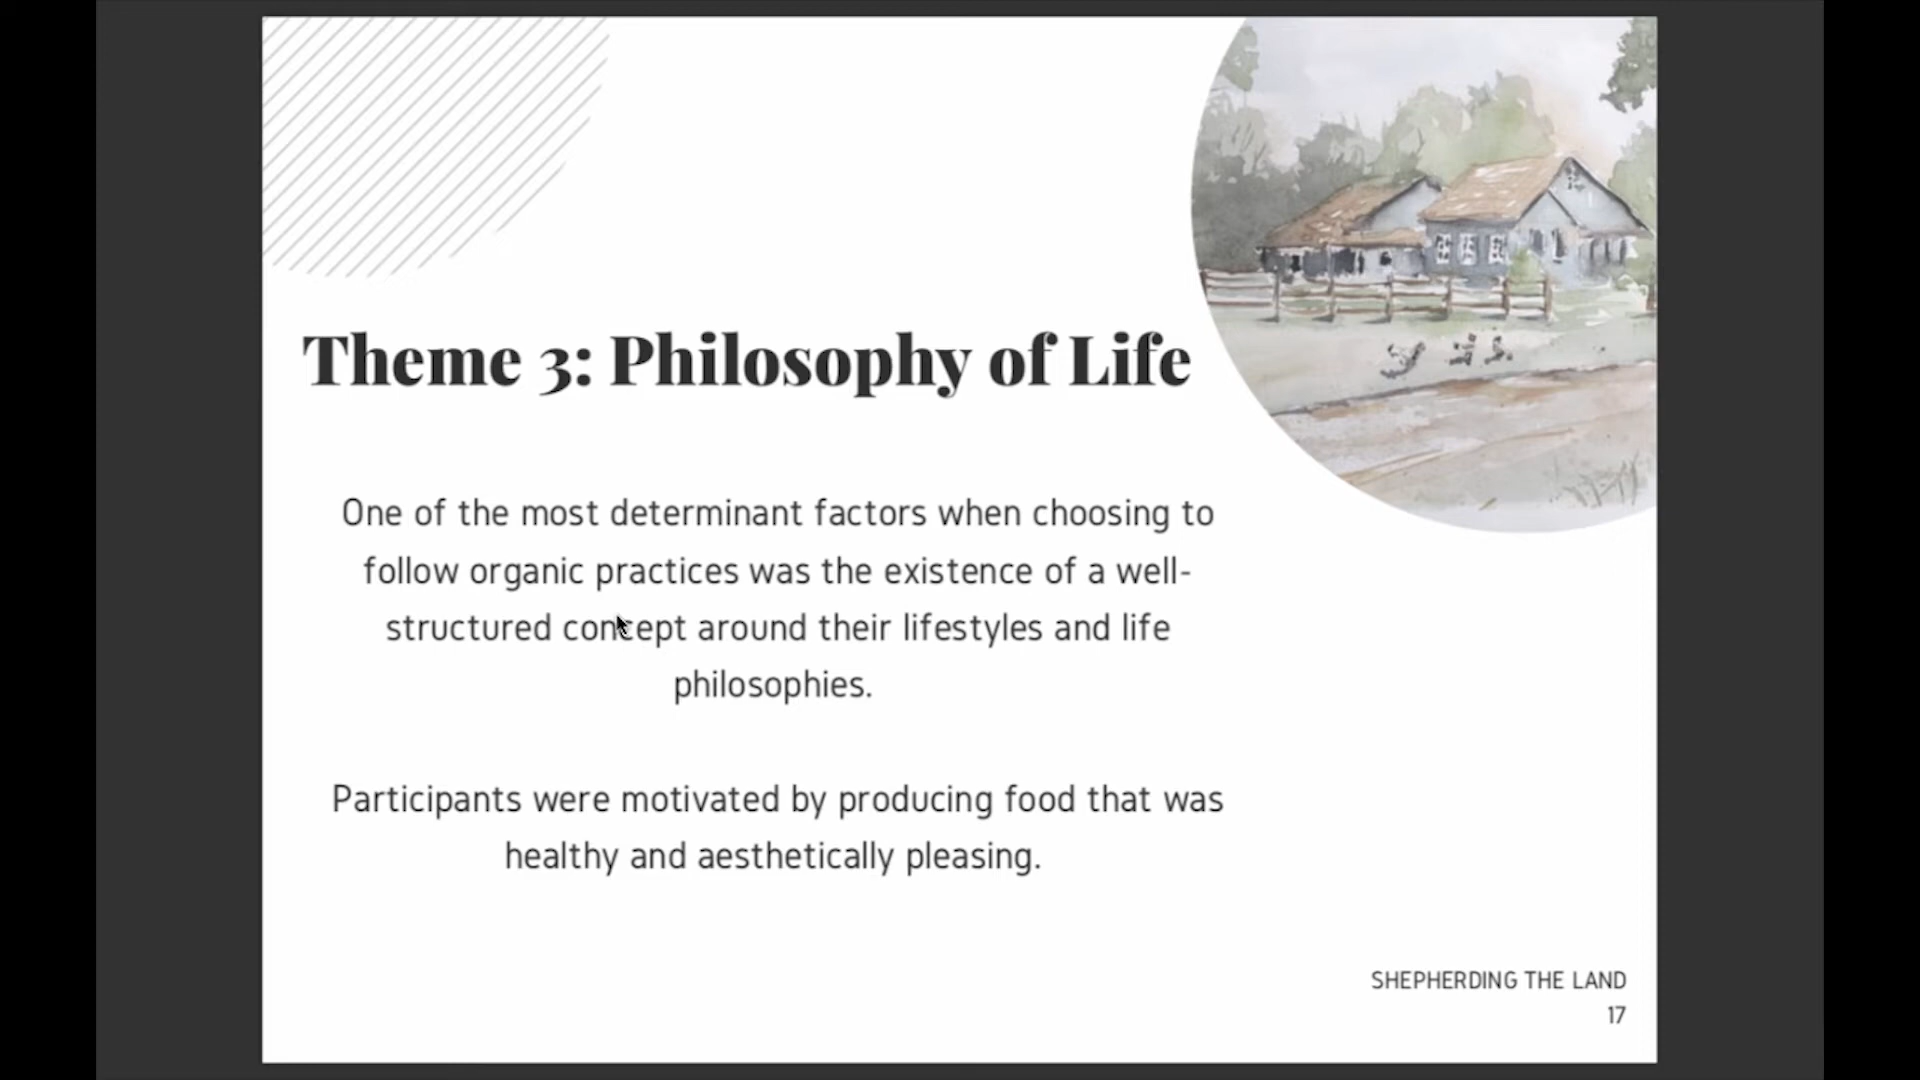 Theme 3: Philosophy of Life
One of the most determinant factors when choosing to
follow organic practices was the existence of a well-
structured concept around their lifestyles and life
philosophies.
Participants were motivated by producing food that was
healthy and aesthetically pleasing.
SHEPHERDING THE LAND
17